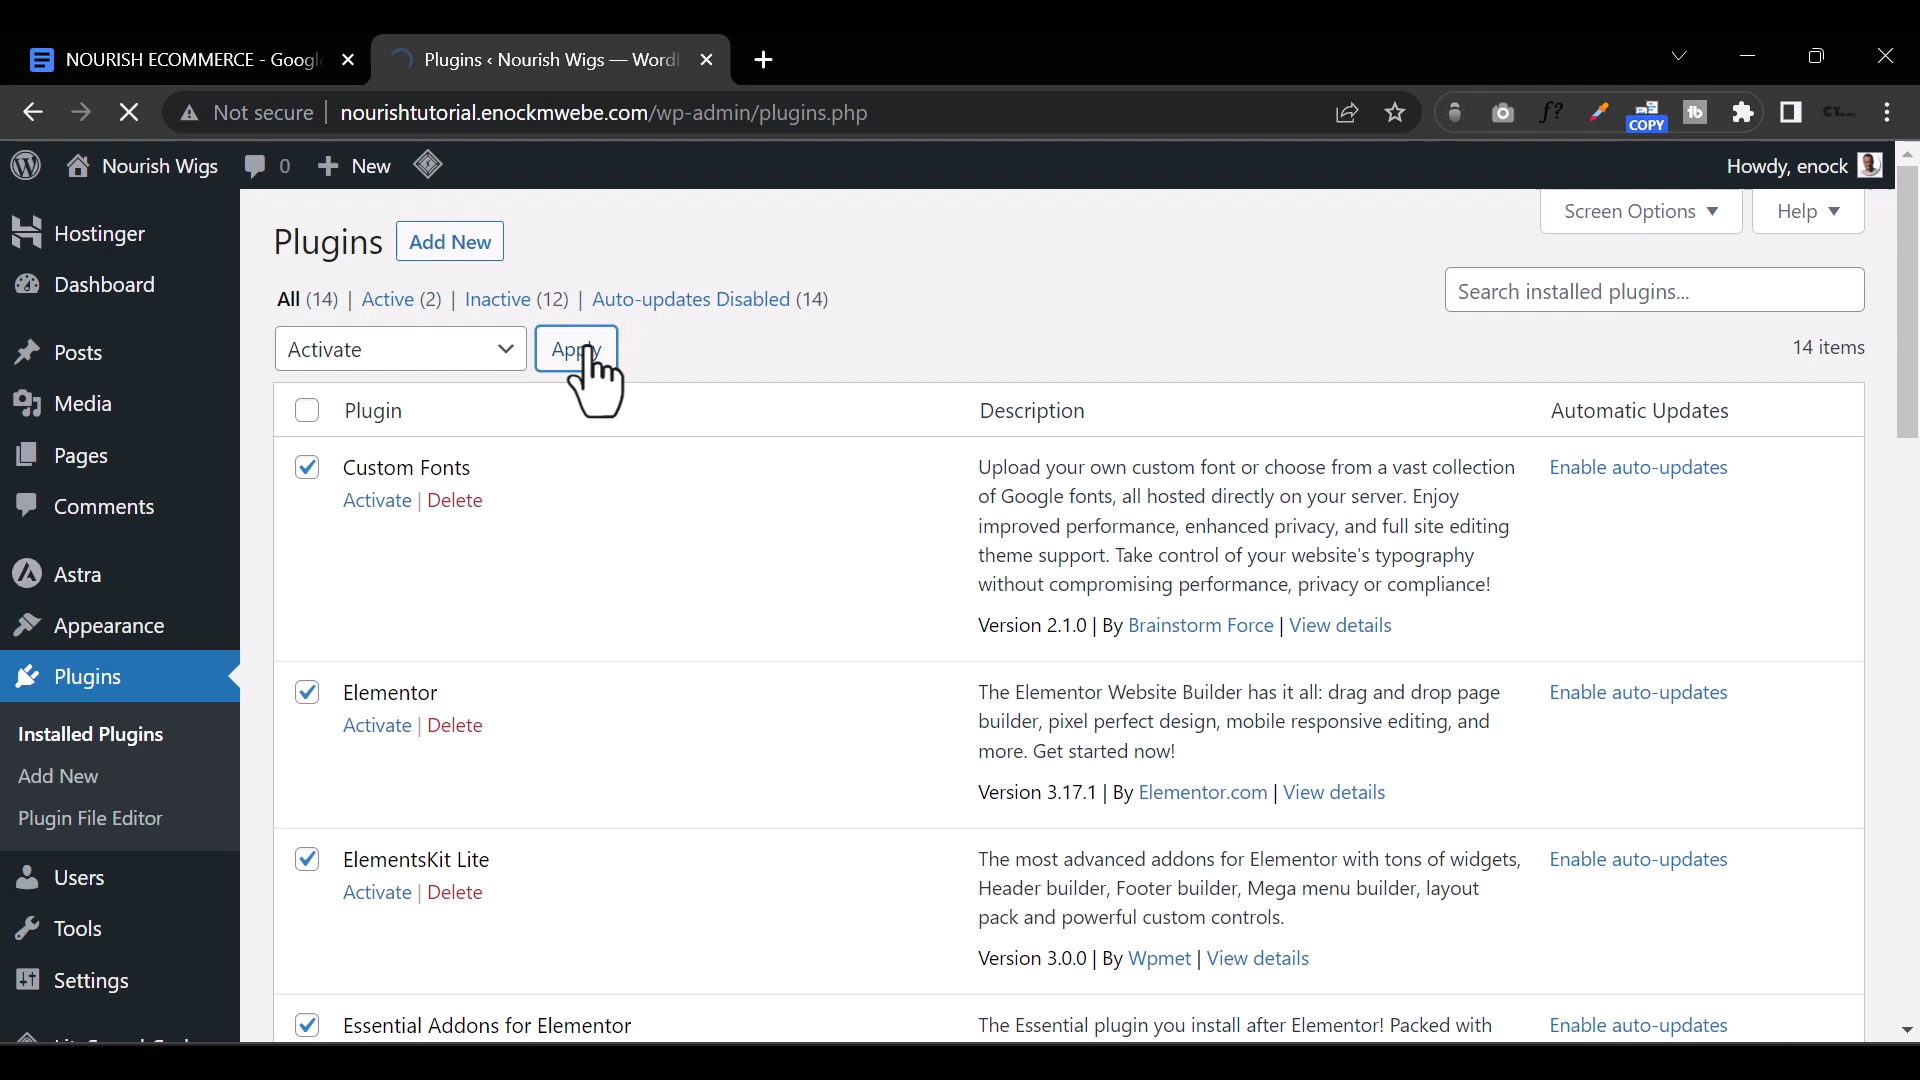 NOURISH ECOMMERCE - Googl
Plugins ‹ Nourish Wigs — Word
Not secure
nourishtutorial.enockmwebe.com/wp-admin/plugins.php
f?
COPY
tb
Nourish Wigs
0
New
Howdy, enock
Hostinger
Dashboard
Posts
Media
Pages
Comments
Astra
Appearance
Plugins
Installed Plugins
Add New
Plugin File Editor
Users
Tools
Settings
Screen Options
Help
Plugins
Add New
All (14) | Active (2) | Inactive (12) | Auto-updates Disabled (14)
Search installed plugins...
Activate
Apply
14 items
Plugin
Description
Automatic Updates
Custom Fonts
Activate | Delete
Upload your own custom font or choose from a vast collection
of Google fonts, all hosted directly on your server. Enjoy
improved performance, enhanced privacy, and full site editing
theme support. Take control of your website's typography
without compromising performance, privacy or compliance!
Version 2.1.0 | By Brainstorm Force | View details
Enable auto-updates
Elementor
Activate | Delete
The Elementor Website Builder has it all: drag and drop page
builder, pixel perfect design, mobile responsive editing, and
more. Get started now!
Version 3.17.1 | By Elementor.com | View details
Enable auto-updates
ElementsKit Lite
Activate | Delete
The most advanced addons for Elementor with tons of widgets,
Header builder, Footer builder, Mega menu builder, layout
pack and powerful custom controls.
Version 3.0.0 | By Wpmet | View details
Enable auto-updates
Essential Addons for Elementor
The Essential plugin you install after Elementor! Packed with
Enable auto-updates